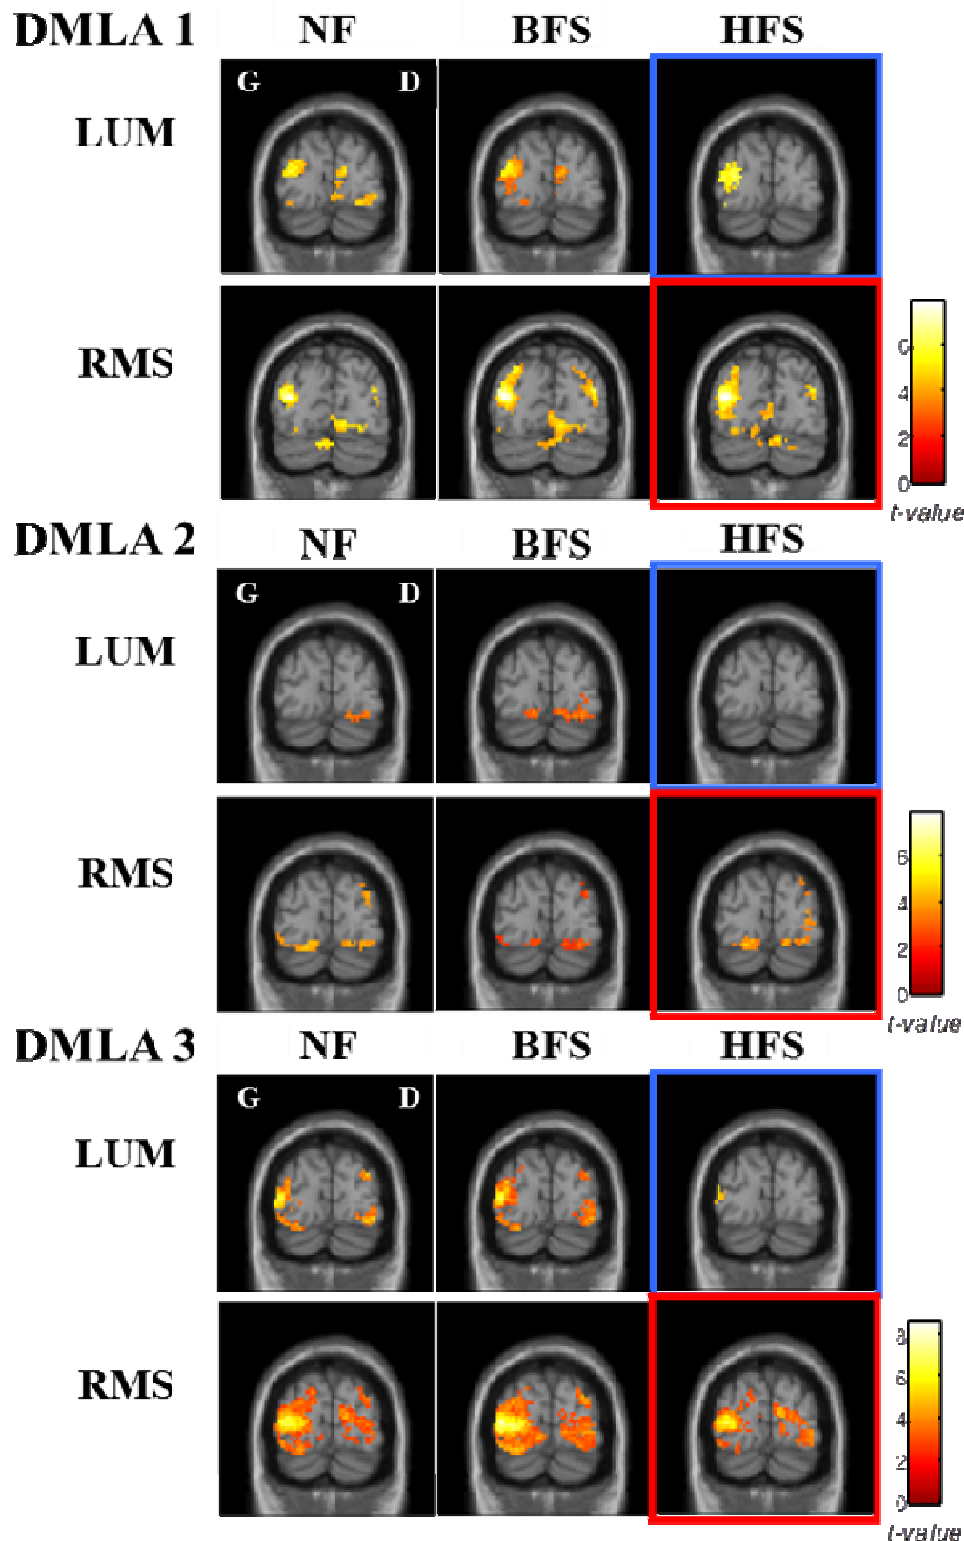 DMLA 1 NF BFS HFS
G D
LUM
RMS
4
2
0
t-value
DMLA 2 NF BFS HFS
G D
LUM
RMS
6
4
2
0
t-value
DMLA 3 NF BFS HFS
G D
LUM
RMS
8
6
4
2
0
t-value